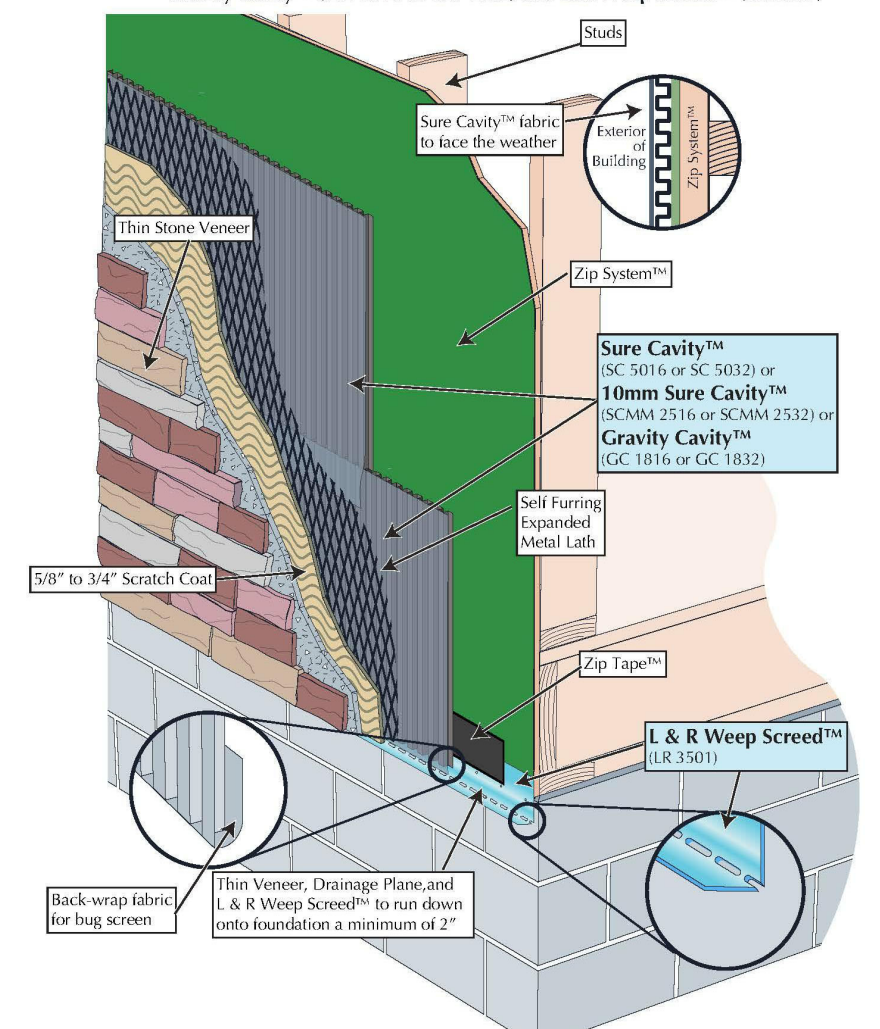 Studs
Sure Cavity™ fabric
to face the weather
Exterior
of
Building
Zip System™
Thin Stone Veneer
Zip System™
Sure Cavity™
(SC 5016 or SC 5032) or
10mm Sure Cavity™
(SCMM 2516 or SCMM 2532) or
Gravity Cavity™
(GC 1816 or GC 1832)
Self Furring
Expanded
Metal Lath
5/8" to 3/4" Scratch Coat
Zip Tape™
L & R Weep Screed™
(LR 3501)
Back-wrap fabric
for bug screen
Thin Veneer, Drainage Plane,and
L & R Weep Screed™ to run down
onto foundation a minimum of 2"